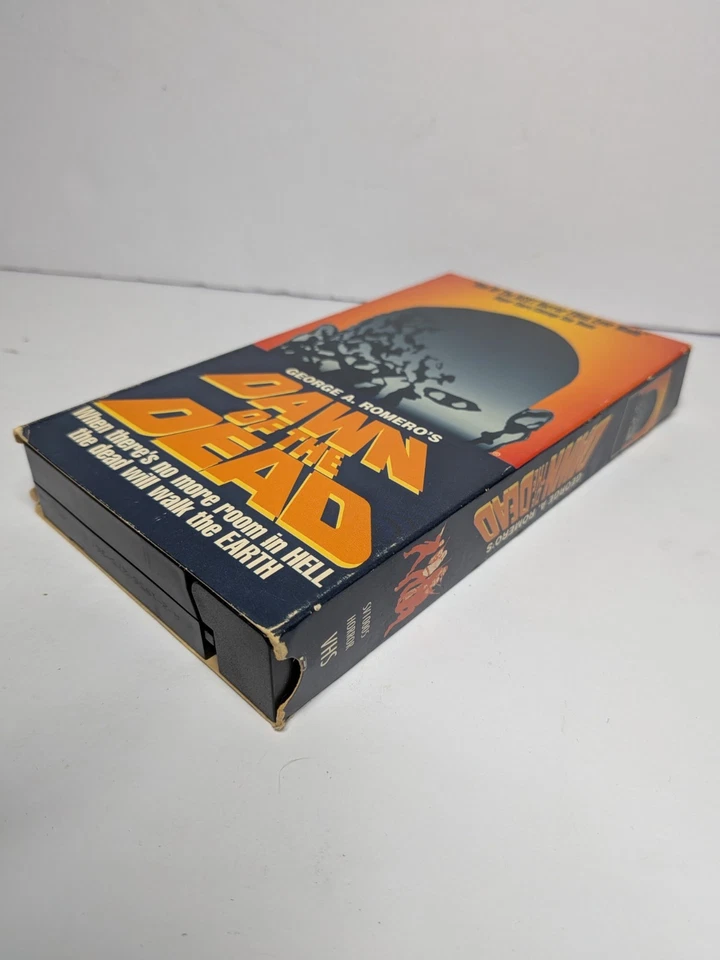 GEORGE A. ROMERO'S
DAWN
OF THE
DEAD
When there's no more room in HELL
the dead will walk the EARTH
GEORGE A. ROMERO'S
DAWN
OF THE
DEAD
HORROR
VHS